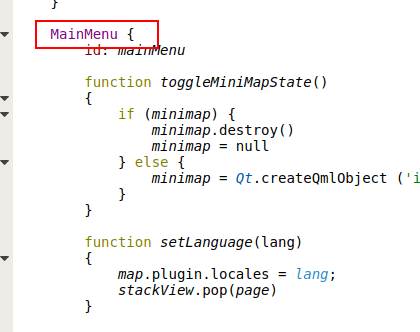 }
MainMenu {
id: mainMenu
function toggleMiniMapState()
{
if (minimap) {
minimap.destroy()
minimap = null
} else {
minimap = Qt.createQmlObject ('i
}
}
function setLanguage(lang)
{
map.plugin.locales = lang;
stackView.pop(page)
}